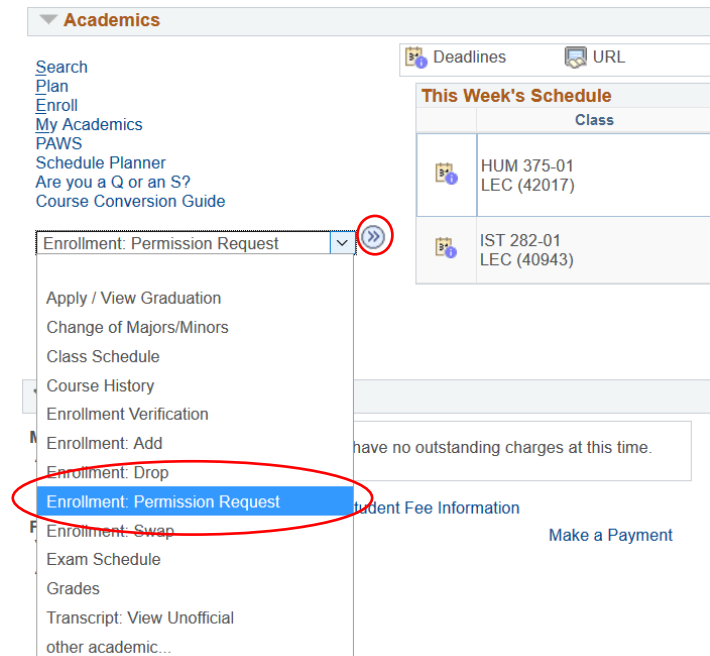 Academics
Search
Plan
Enroll
My Academics
PAWS
Schedule Planner
Are you a Q or an S?
Course Conversion Guide
Deadlines
URL
This Week's Schedule
Class
HUM 375-01
LEC (42017)
IST 282-01
LEC (40943)
Enrollment: Permission Request
Apply / View Graduation
Change of Majors/Minors
Class Schedule
Course History
Enrollment Verification
Enrollment: Add
Enrollment: Drop
Enrollment: Permission Request
Enrollment: Swap
Exam Schedule
Grades
Transcript: View Unofficial
other academic...
have no outstanding charges at this time.
Fee Information
Make a Payment